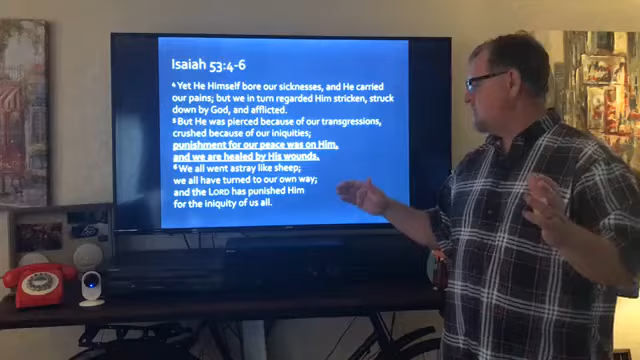 Isaiah 53:4-6
4 Yet He Himself bore our sicknesses, and He carried
our pains; but we in turn regarded Him stricken, struck
down by God, and afflicted.
5 But He was pierced because of our transgressions,
crushed because of our iniquities;
punishment for our peace was on Him,
and we are healed by His wounds.
6 We all went astray like sheep;
we all have turned to our own way;
and the LORD has punished Him
for the iniquity of us all.